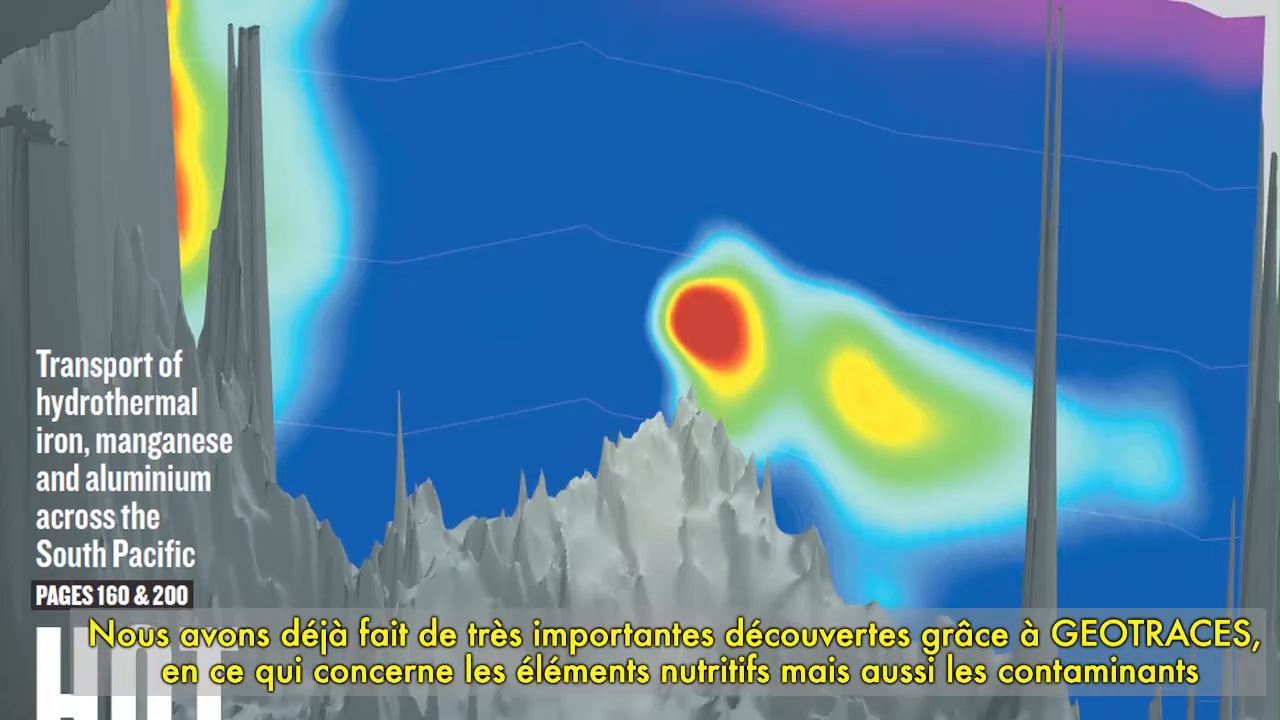 Transport of
hydrothermal
iron, manganese
and aluminium
across the
South Pacific
PAGES 160 & 200
HOT
Nous avons déjà fait de très importantes découvertes grâce à GEOTRACES,
en ce qui concerne les éléments nutritifs mais aussi les contaminants